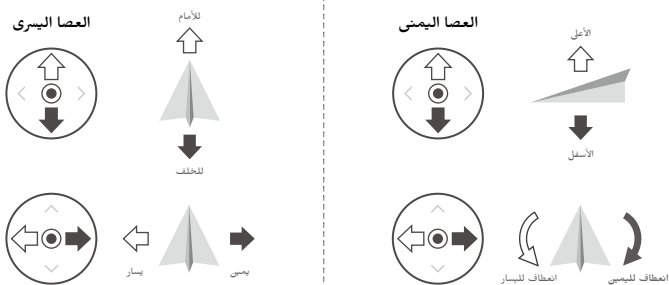 العصا اليمنى
الأعلى
الأسفل
انعطاف لليمين
انعطاف لليسار
العصا اليسرى
للأمام
للخلف
يمين
يسار